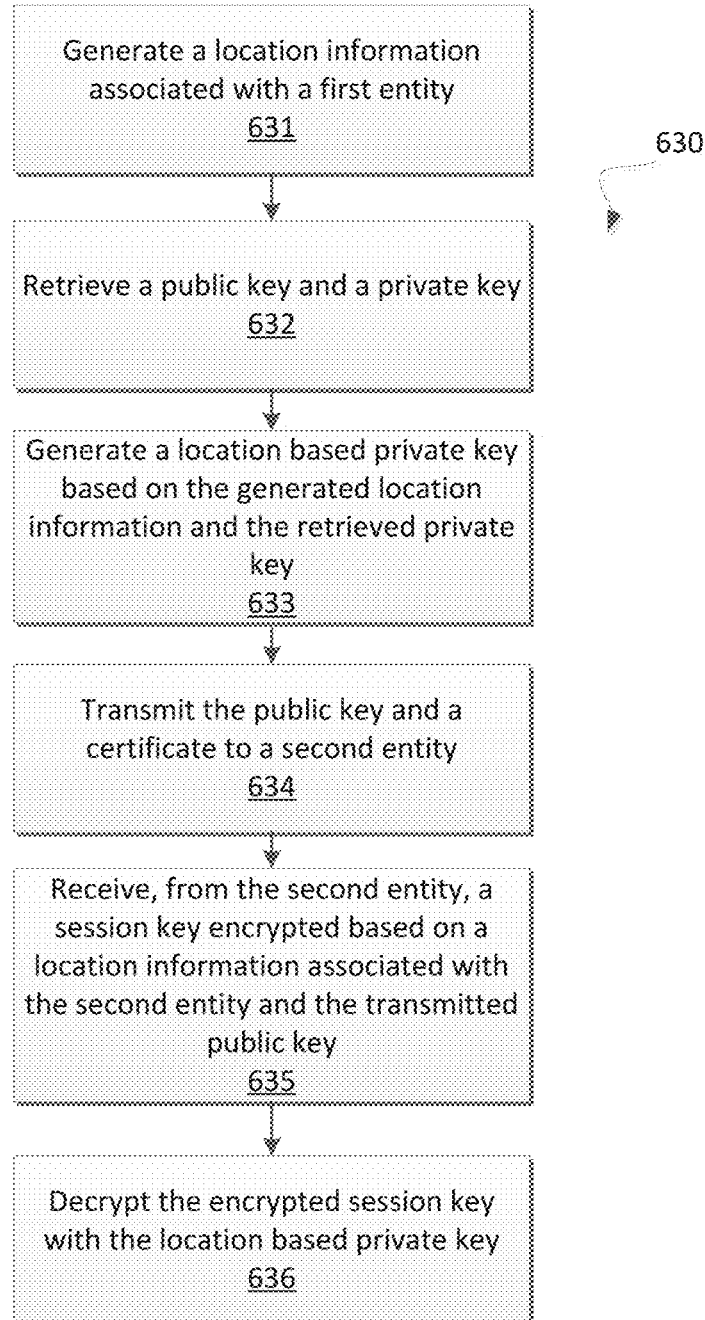 Generate a location information
associated with a first entity
631
630
Retrieve a public key and a private key
632
Generate a location based private key
based on the generated location
information and the retrieved private
key
633
Transmit the public key and a
certificate to a second entity
634
Receive, from the second entity, a
session key encrypted based on a
location information associated with
the second entity and the transmitted
public key
635
Decrypt the encrypted session key
with the location based private key
636